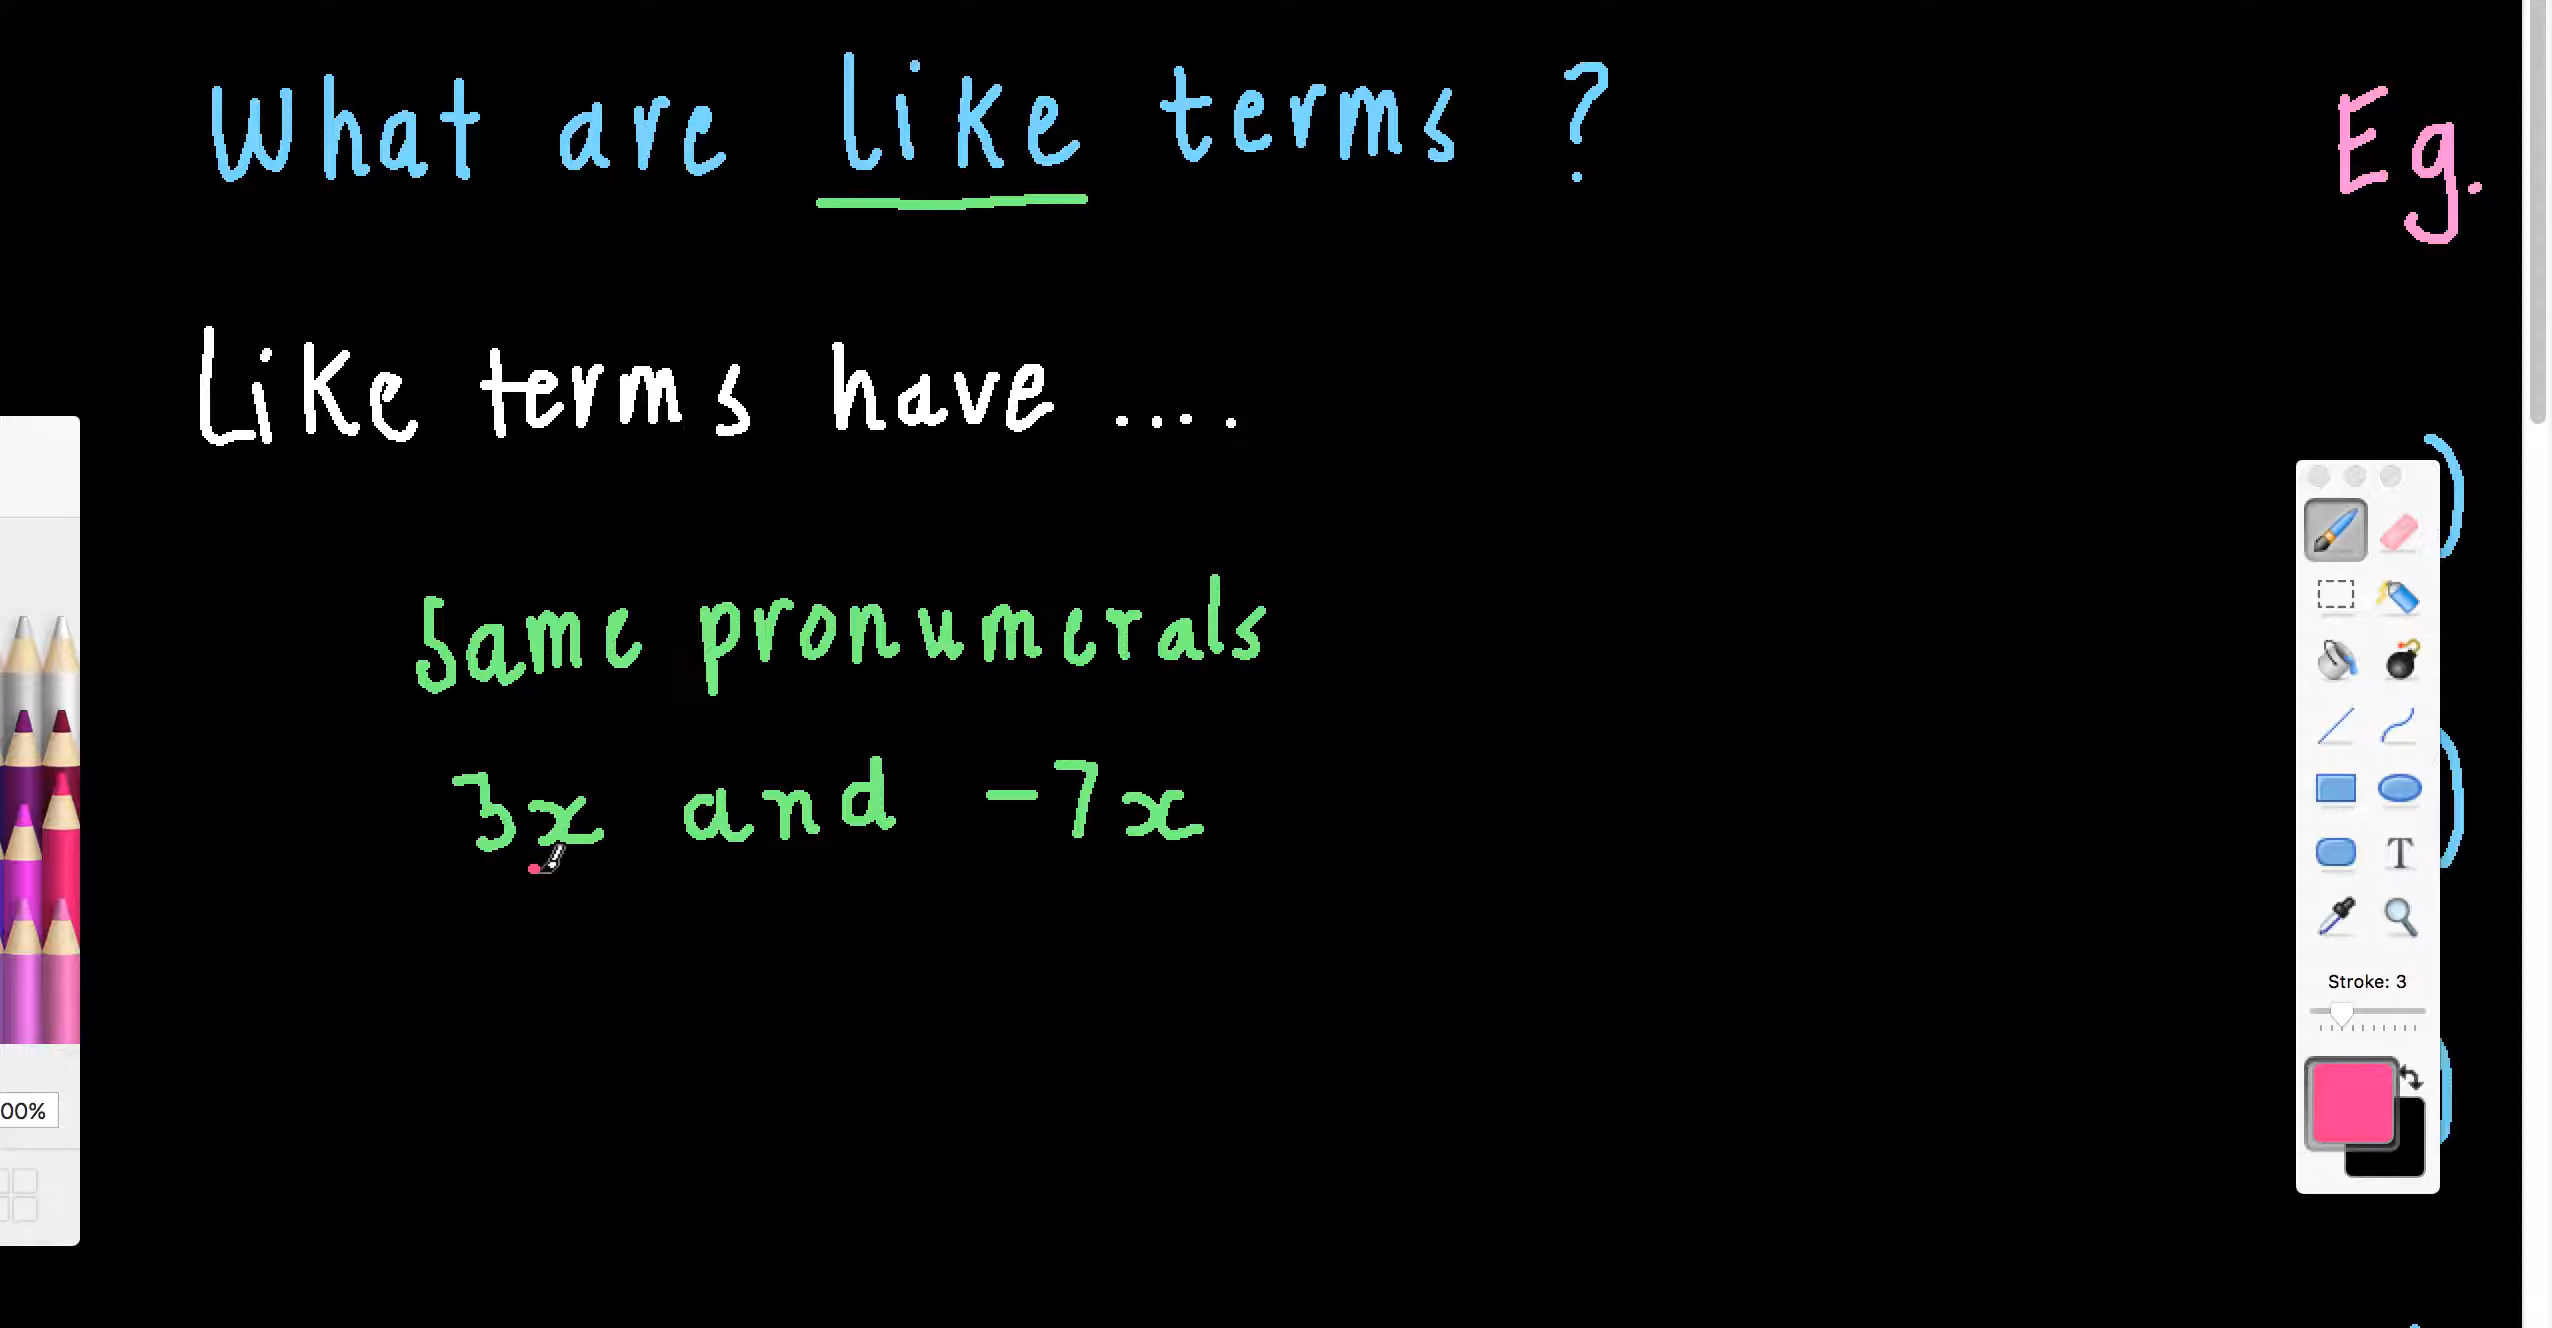 What are like terms ?
Eg.
Like terms have ....
same pronumerals
3x and -7x
T
Stroke: 3
00%